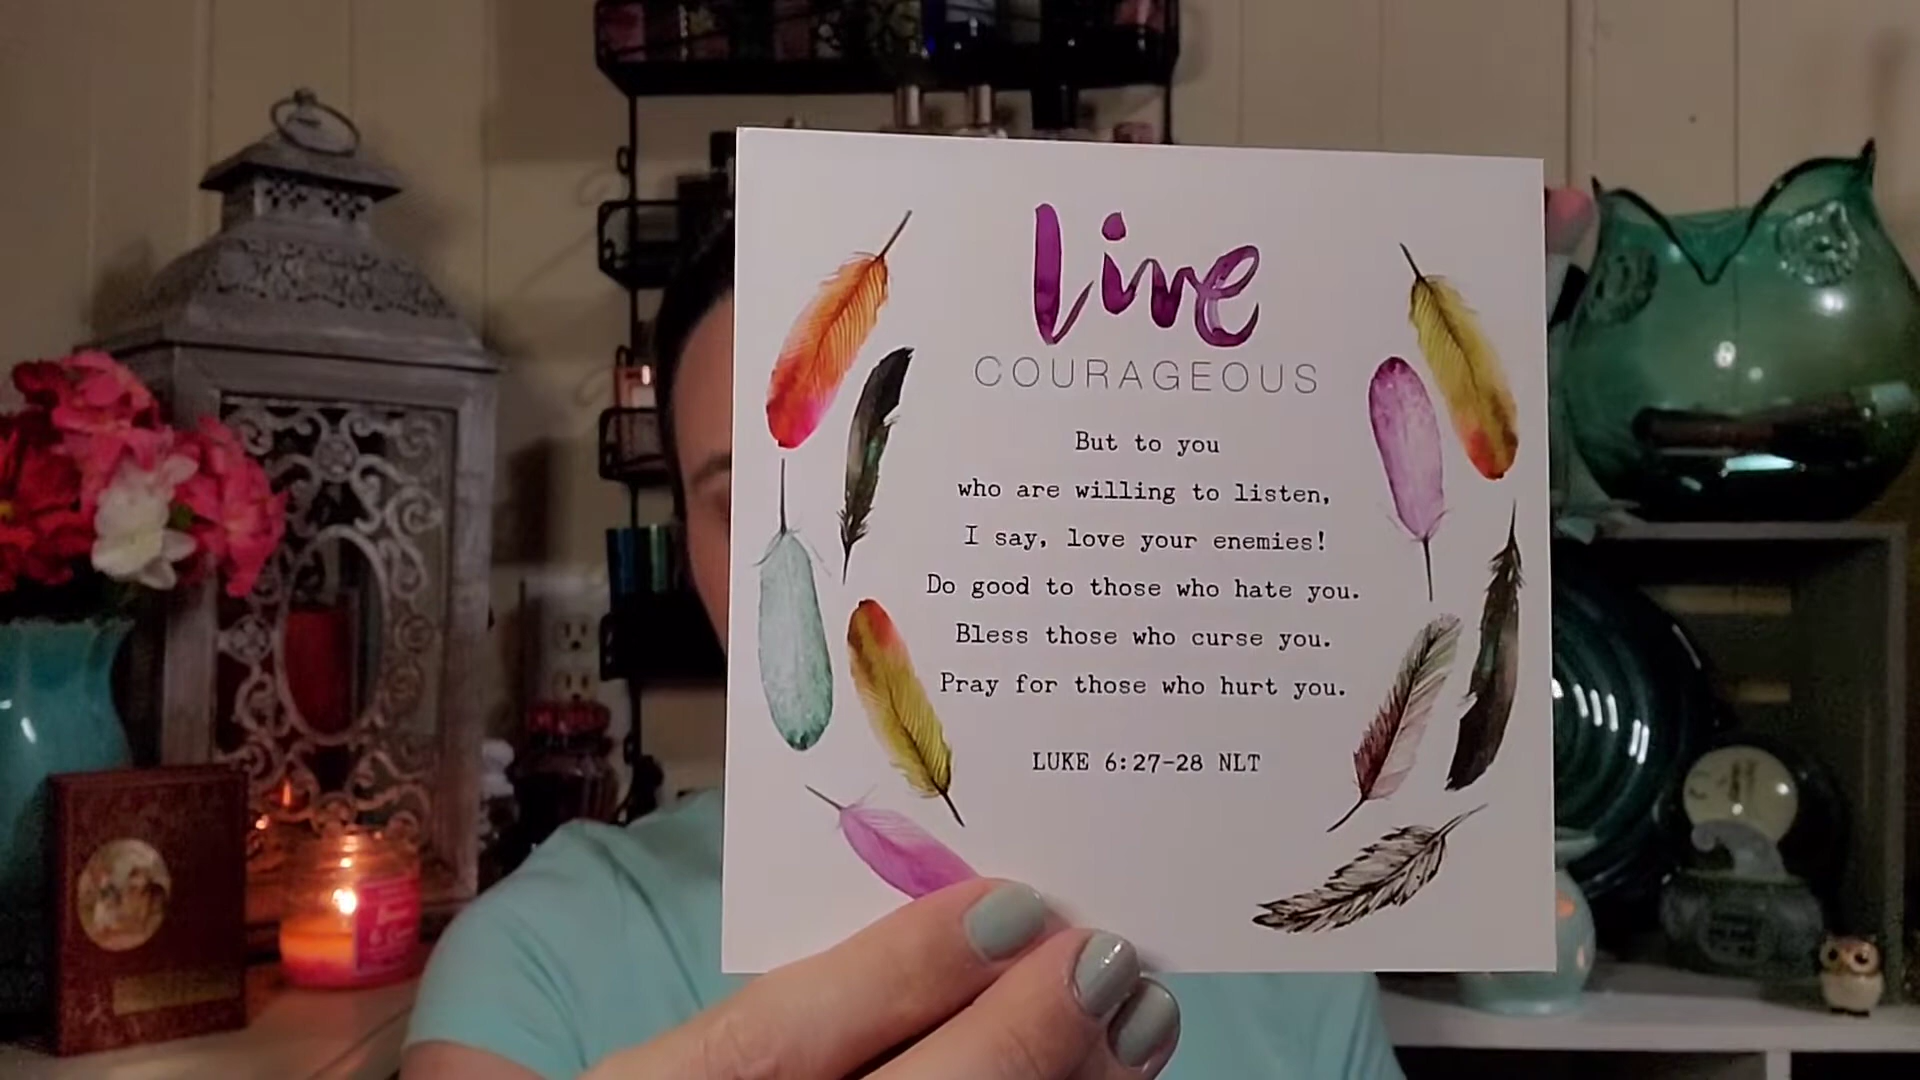 live
COURAGEOUS
But to you
who are willing to listen,
I say, love your enemies!
Do good to those who hate you.
Bless those who curse you.
Pray for those who hurt you.
LUKE 6:27-28 NLT